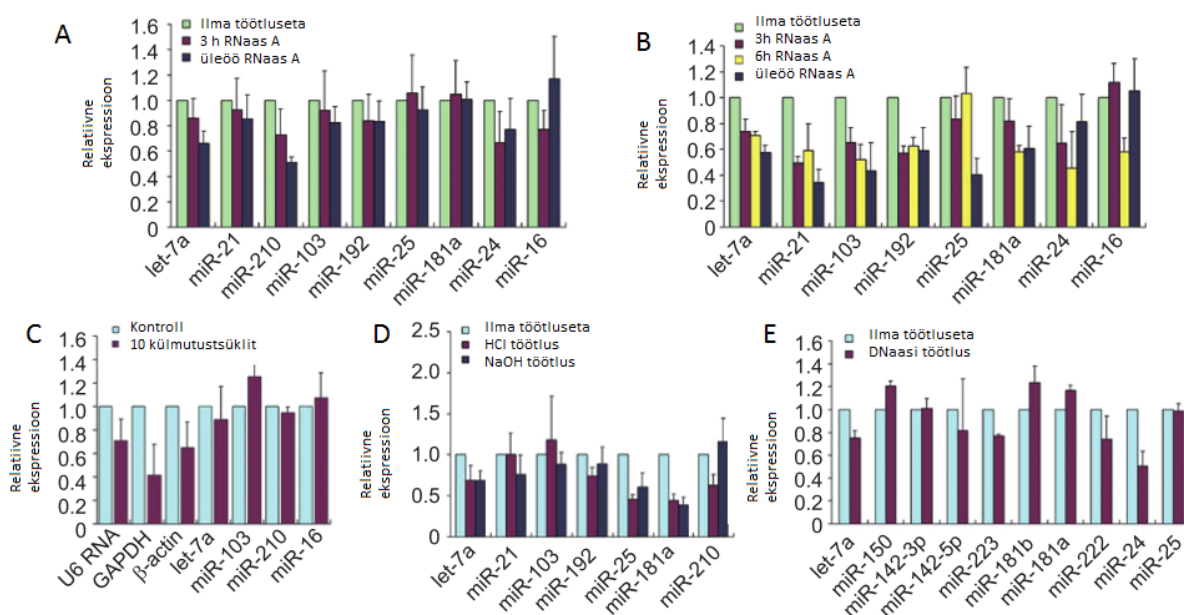 A
Ilma töötluseta
3 h RNaas A
üleöö RNaas A
Relatiivne
ekspressioon
1.6
1.4
1.2
1.0
0.8
0.6
0.4
0.2
0
let-7a
miR-21
miR-210
miR-103
miR-192
miR-25
miR-181a
miR-24
miR-16
B
Ilma töötluseta
3h RNaas A
6h RNaas A
üleöö RNaas A
Relatiivne
ekspressioon
1.4
1.2
1.0
0.8
0.6
0.4
0.2
0
let-7a
miR-21
miR-103
miR-192
miR-25
miR-181a
miR-24
miR-16
C
Kontroll
10 külmutustsüklit
Relatiivne
ekspressioon
1.6
1.4
1.2
1.0
0.8
0.6
0.4
0.2
0
U6 RNA
GAPDH
β-actin
let-7a
miR-103
miR-210
miR-16
D
Ilma töötluseta
HCl töötlus
NaOH töötlus
Relatiivne
ekspressioon
2.5
2.0
1.5
1.0
0.5
0
let-7a
miR-21
miR-103
miR-192
miR-25
miR-181a
miR-210
E
Ilma töötluseta
DNaasi töötlus
Relatiivne
ekspressioon
1.6
1.4
1.2
1.0
0.8
0.6
0.4
0.2
0
let-7a
miR-150
miR-142-3p
miR-142-5p
miR-223
miR-181b
miR-181a
miR-222
miR-24
miR-25